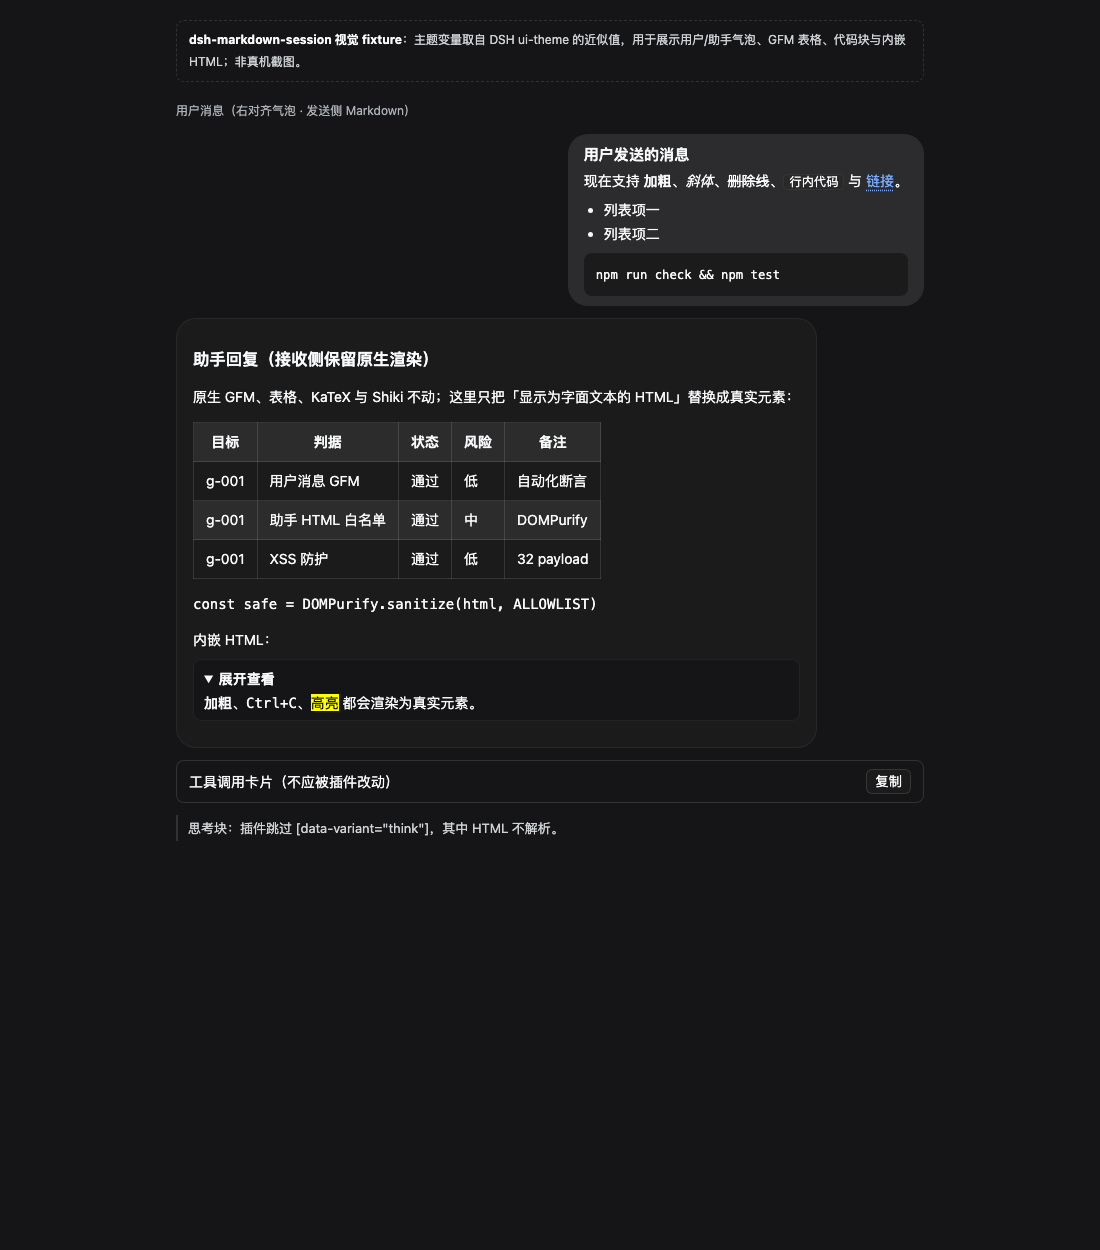 dsh-markdown-session 视觉 fixture：主题变量取自 DSH ui-theme 的近似值，用于展示用户/助手气泡、GFM 表格、代码块与内嵌
HTML；非真机截图。
用户消息（右对齐气泡 · 发送侧 Markdown）
用户发送的消息
现在支持 加粗、斜体、删除线、 行内代码 与 链接。
• 列表项一
• 列表项二
npm run check && npm test
助手回复（接收侧保留原生渲染）
原生 GFM、表格、KaTeX 与 Shiki 不动；这里只把「显示为字面文本的 HTML」替换成真实元素：
目标 判据 状态 风险 备注
g-001 用户消息 GFM 通过 低 自动化断言
g-001 助手 HTML 白名单 通过 中 DOMPurify
g-001 XSS 防护 通过 低 32 payload
const safe = DOMPurify.sanitize(html, ALLOWLIST)
内嵌 HTML：
▼ 展开查看
加粗、Ctrl+C、高亮 都会渲染为真实元素。
工具调用卡片（不应被插件改动） 复制
思考块：插件跳过 [data-variant="think"]，其中 HTML 不解析。